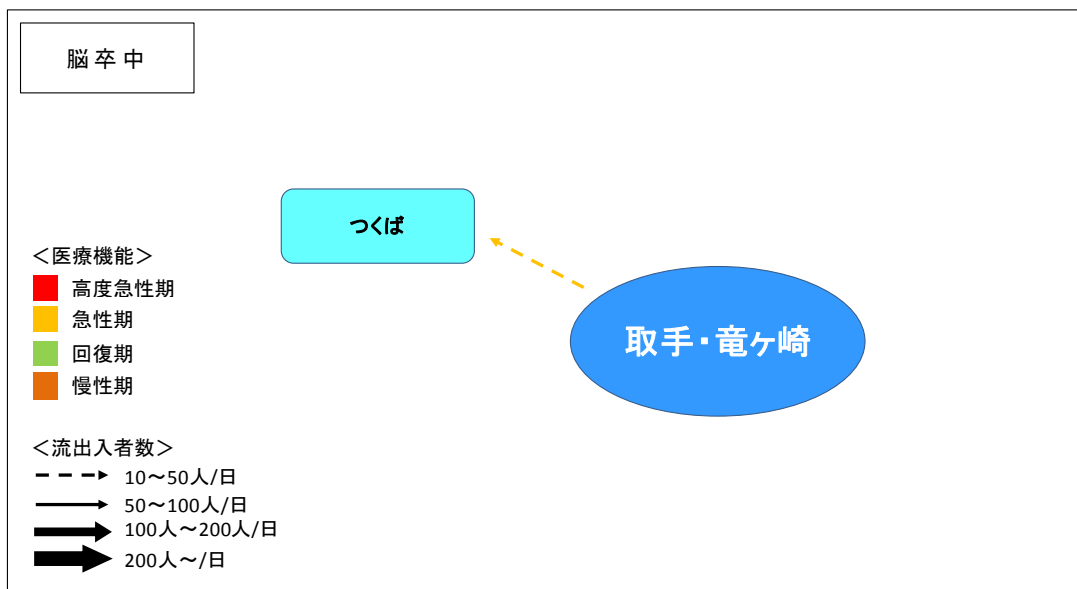 脳卒中
つくば
取手・竜ヶ崎
＜医療機能＞
高度急性期
急性期
回復期
慢性期
＜流出入者数＞
10～50人/日
50～100人/日
100人～200人/日
200人～/日